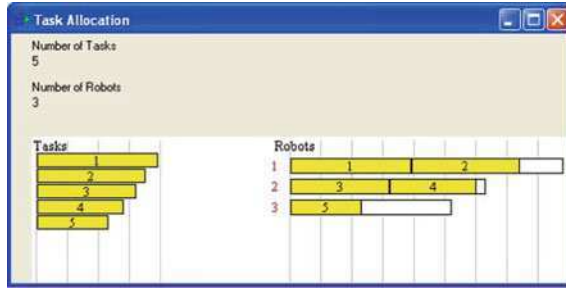 Task Allocation
Number of Tasks
5
Number of Robots
3
Tasks
1
2
3
4
5
Robots
1 1 2
2 3 4
3 5